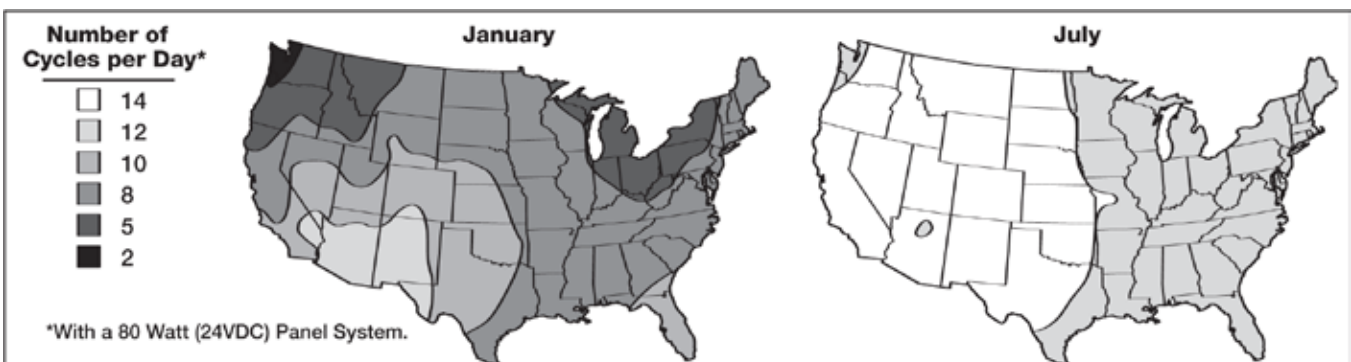 Number of
Cycles per Day*
14
12
10
8
5
2
January
July
*With a 80 Watt (24VDC) Panel System.